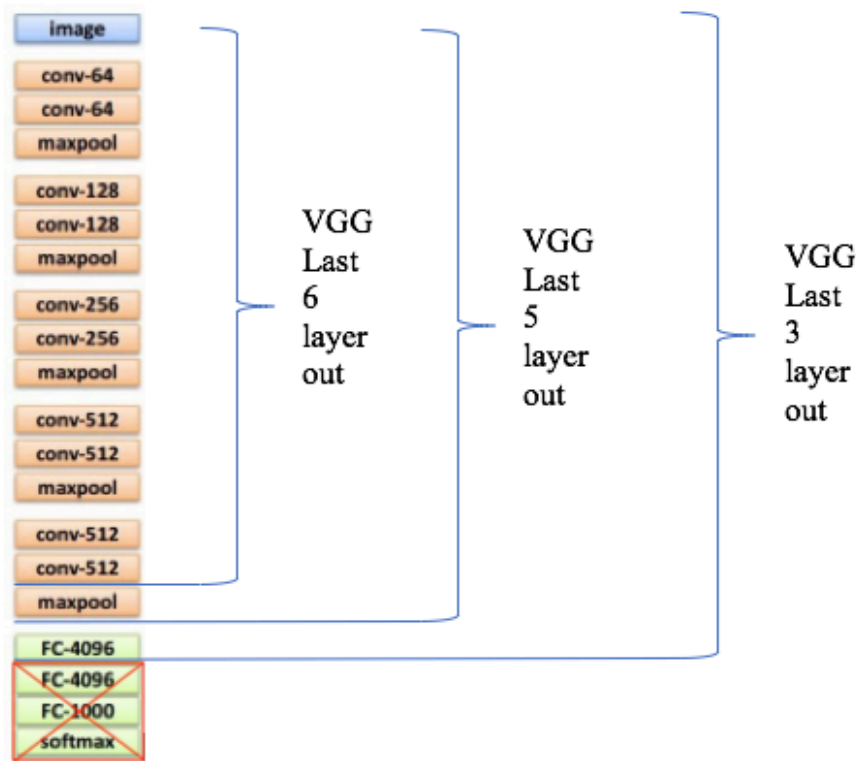 image
conv-64
conv-64
maxpool
conv-128
conv-128
maxpool
conv-256
conv-256
maxpool
conv-512
conv-512
maxpool
conv-512
conv-512
maxpool
FC-4096
FC-4096
FC-1000
softmax
VGG
Last
6
layer
out
VGG
Last
5
layer
out
VGG
Last
3
layer
out